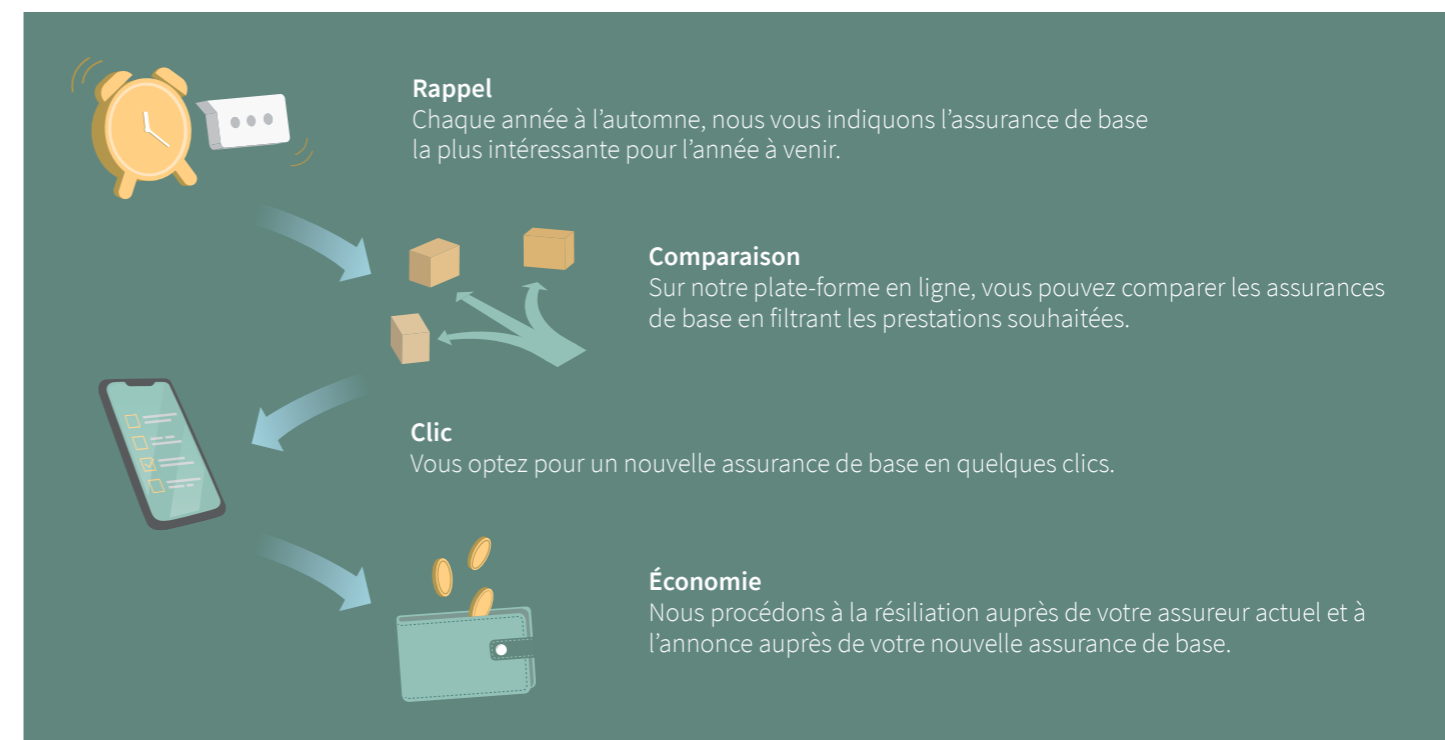 Rappel
Chaque année à l’automne, nous vous indiquons l’assurance de base
la plus intéressante pour l’année à venir.
Comparaison
Sur notre plate-forme en ligne, vous pouvez comparer les assurances
de base en filtrant les prestations souhaitées.
Clic
Vous optez pour un nouvelle assurance de base en quelques clics.
Économie
Nous procédons à la résiliation auprès de votre assureur actuel et à
l’annonce auprès de votre nouvelle assurance de base.